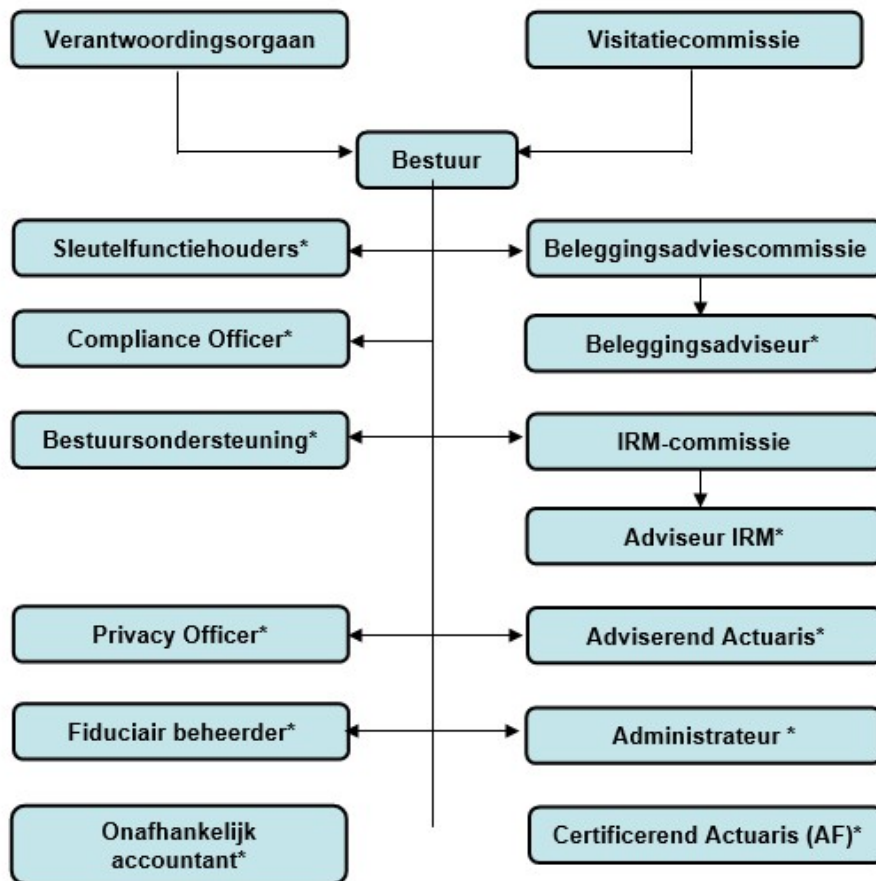 Verantwoordingsorgaan
Visitatiecommissie
Bestuur
Sleutelfunctiehouders*
Beleggingsadviescommissie
Compliance Officer*
Beleggingsadviseur*
Bestuursondersteuning*
IRM-commissie
Adviseur IRM*
Privacy Officer*
Adviserend Actuaris*
Fiduciair beheerder*
Administrateur *
Onafhankelijk
accountant*
Certificerend Actuaris (AF)*